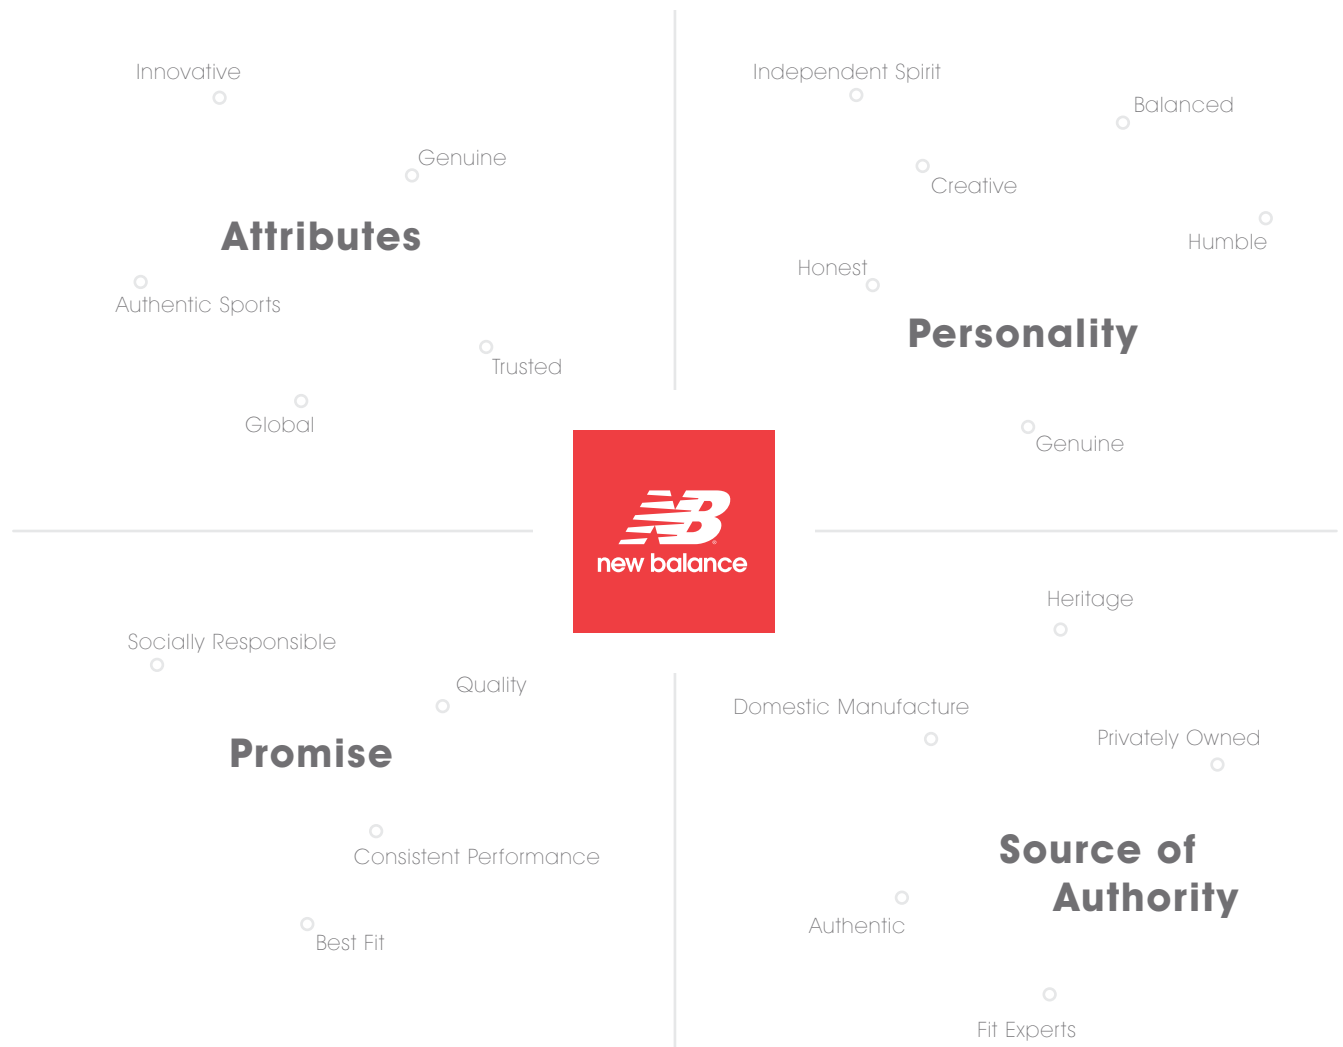 Innovative
Genuine
Attributes
Authentic Sports
Trusted
Global
Independent Spirit
Balanced
Creative
Humble
Honest
Personality
Genuine
NB
new balance
Socially Responsible
Quality
Promise
Consistent Performance
Best Fit
Heritage
Domestic Manufacture
Privately Owned
Source of
Authority
Authentic
Fit Experts